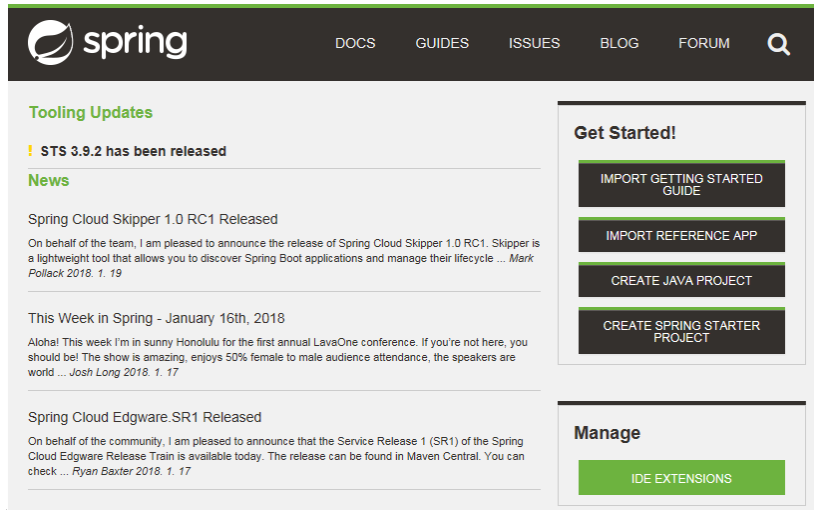 spring
DOCS GUIDES ISSUES BLOG FORUM
Tooling Updates
! STS 3.9.2 has been released
News
Spring Cloud Skipper 1.0 RC1 Released
On behalf of the team, I am pleased to announce the release of Spring Cloud Skipper 1.0 RC1. Skipper is
a lightweight tool that allows you to discover Spring Boot applications and manage their lifecycle ... Mark
Pollack 2018. 1. 19
This Week in Spring - January 16th, 2018
Aloha! This week I'm in sunny Honolulu for the first annual LavaOne conference. If you're not here, you
should be! The show is amazing, enjoys 50% female to male audience attendance, the speakers are
world ... Josh Long 2018. 1. 17
Spring Cloud Edgware.SR1 Released
On behalf of the community, I am pleased to announce that the Service Release 1 (SR1) of the Spring
Cloud Edgware Release Train is available today. The release can be found in Maven Central. You can
check ... Ryan Baxter 2018. 1. 17
Get Started!
IMPORT GETTING STARTED
GUIDE
IMPORT REFERENCE APP
CREATE JAVA PROJECT
CREATE SPRING STARTER
PROJECT
Manage
IDE EXTENSIONS